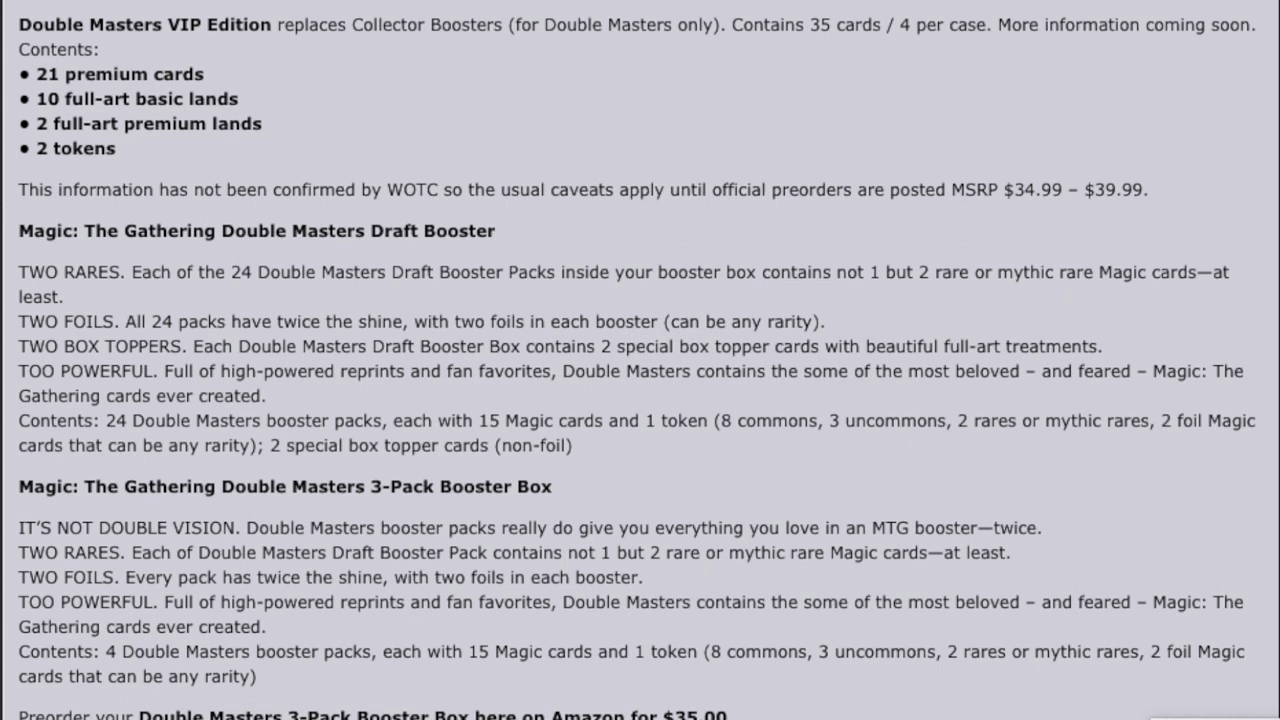 Double Masters VIP Edition replaces Collector Boosters (for Double Masters only). Contains 35 cards / 4 per case. More information coming soon.
Contents:
● 21 premium cards
● 10 full-art basic lands
● 2 full-art premium lands
● 2 tokens
This information has not been confirmed by WOTC so the usual caveats apply until official preorders are posted MSRP $34.99 – $39.99.
Magic: The Gathering Double Masters Draft Booster
TWO RARES. Each of the 24 Double Masters Draft Booster Packs inside your booster box contains not 1 but 2 rare or mythic rare Magic cards—at
least.
TWO FOILS. All 24 packs have twice the shine, with two foils in each booster (can be any rarity).
TWO BOX TOPPERS. Each Double Masters Draft Booster Box contains 2 special box topper cards with beautiful full-art treatments.
TOO POWERFUL. Full of high-powered reprints and fan favorites, Double Masters contains the some of the most beloved – and feared – Magic: The
Gathering cards ever created.
Contents: 24 Double Masters booster packs, each with 15 Magic cards and 1 token (8 commons, 3 uncommons, 2 rares or mythic rares, 2 foil Magic
cards that can be any rarity); 2 special box topper cards (non-foil)
Magic: The Gathering Double Masters 3-Pack Booster Box
IT’S NOT DOUBLE VISION. Double Masters booster packs really do give you everything you love in an MTG booster—twice.
TWO RARES. Each of Double Masters Draft Booster Pack contains not 1 but 2 rare or mythic rare Magic cards—at least.
TWO FOILS. Every pack has twice the shine, with two foils in each booster.
TOO POWERFUL. Full of high-powered reprints and fan favorites, Double Masters contains the some of the most beloved – and feared – Magic: The
Gathering cards ever created.
Contents: 4 Double Masters booster packs, each with 15 Magic cards and 1 token (8 commons, 3 uncommons, 2 rares or mythic rares, 2 foil Magic
cards that can be any rarity)
Preorder your Double Masters 3-Pack Booster Box here on Amazon for $35.00